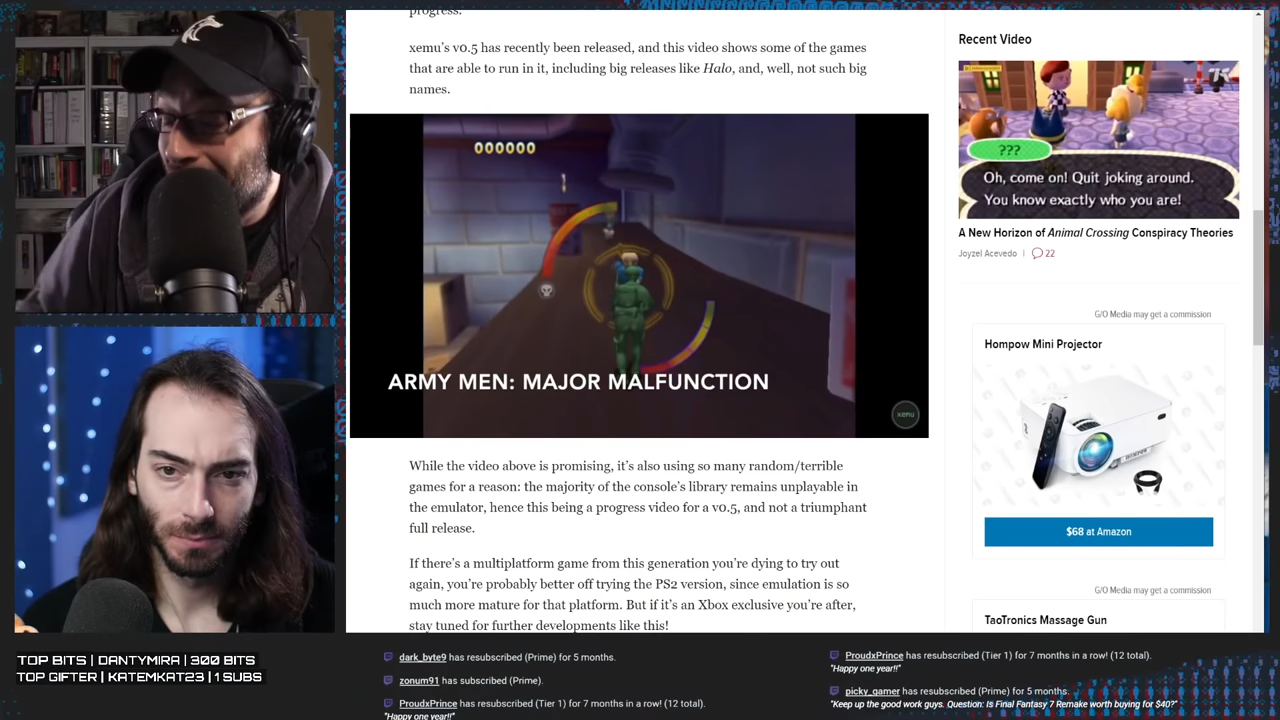 progress.
xemu's v0.5 has recently been released, and this video shows some of the games
that are able to run in it, including big releases like Halo, and, well, not such big
names.
000000
ARMY MEN: MAJOR MALFUNCTION
xemu
While the video above is promising, it's also using so many random/terrible
games for a reason: the majority of the console's library remains unplayable in
the emulator, hence this being a progress video for a v0.5, and not a triumphant
full release.
If there's a multiplatform game from this generation you're dying to try out
again, you're probably better off trying the PS2 version, since emulation is so
much more mature for that platform. But if it's an Xbox exclusive you're after,
stay tuned for further developments like this!
Recent Video
???
Oh, come on! Quit joking around.
You know exactly who you are!
A New Horizon of Animal Crossing Conspiracy Theories
Joyzel Acevedo | 22
G/O Media may get a commission
Hompow Mini Projector
$68 at Amazon
G/O Media may get a commission
TaoTronics Massage Gun
TOP BITS | DANTYMIRA | 300 BITS
TOP GIFTER | KATEMKAT23 | 1 SUBS
dark_byte9 has resubscribed (Prime) for 5 months.
zonum91 has subscribed (Prime).
ProudxPrince has resubscribed (Tier 1) for 7 months in a row! (12 total).
"Happy one year!!"
ProudxPrince has resubscribed (Tier 1) for 7 months in a row! (12 total).
"Happy one year!!"
picky_gamer has resubscribed (Prime) for 5 months.
"Keep up the good work guys. Question: Is Final Fantasy 7 Remake worth buying for $40?"